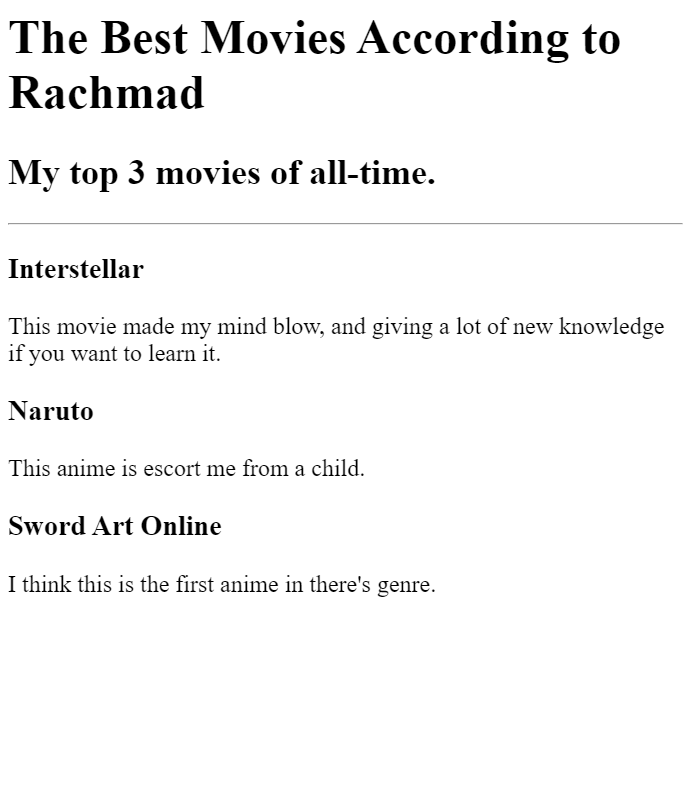 The Best Movies According to
Rachmad
My top 3 movies of all-time.
Interstellar
This movie made my mind blow, and giving a lot of new knowledge
if you want to learn it.
Naruto
This anime is escort me from a child.
Sword Art Online
I think this is the first anime in there's genre.